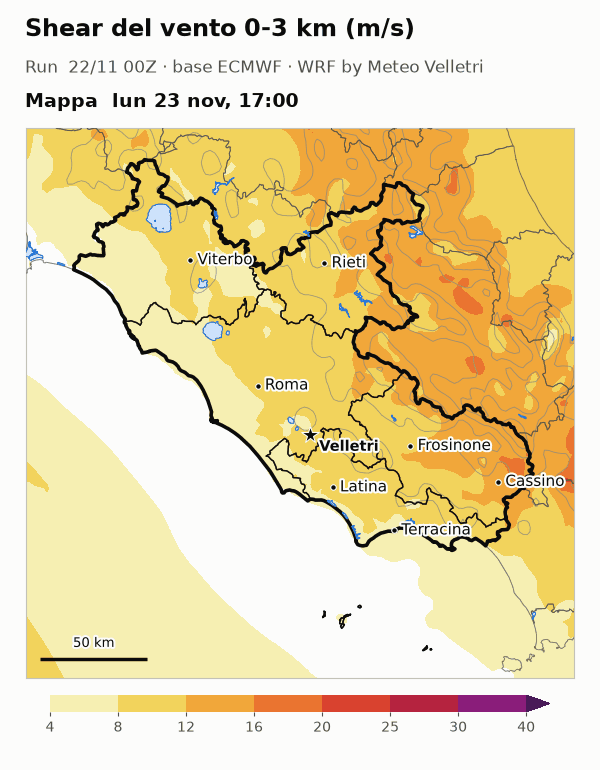 Shear del vento 0-3 km (m/s)
Run  22/11 00Z · base ECMWF · WRF by Meteo Velletri
Mappa  lun 23 nov, 17:00
Viterbo
Rieti
Roma
Velletri
Frosinone
Cassino
Latina
Terracina
50 km
4 8 12 16 20 25 30 40